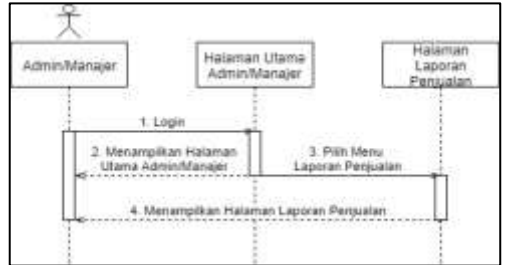 Admin/Manajer
Halaman Utama
Admin/Manajer
Halaman
Laporan
Penjualan
1. Login
2. Menampilkan Halaman
Utama Admin/Manajer
3. Pilih Menu
Laporan Penjualan
4. Menampilkan Halaman Laporan Penjualan